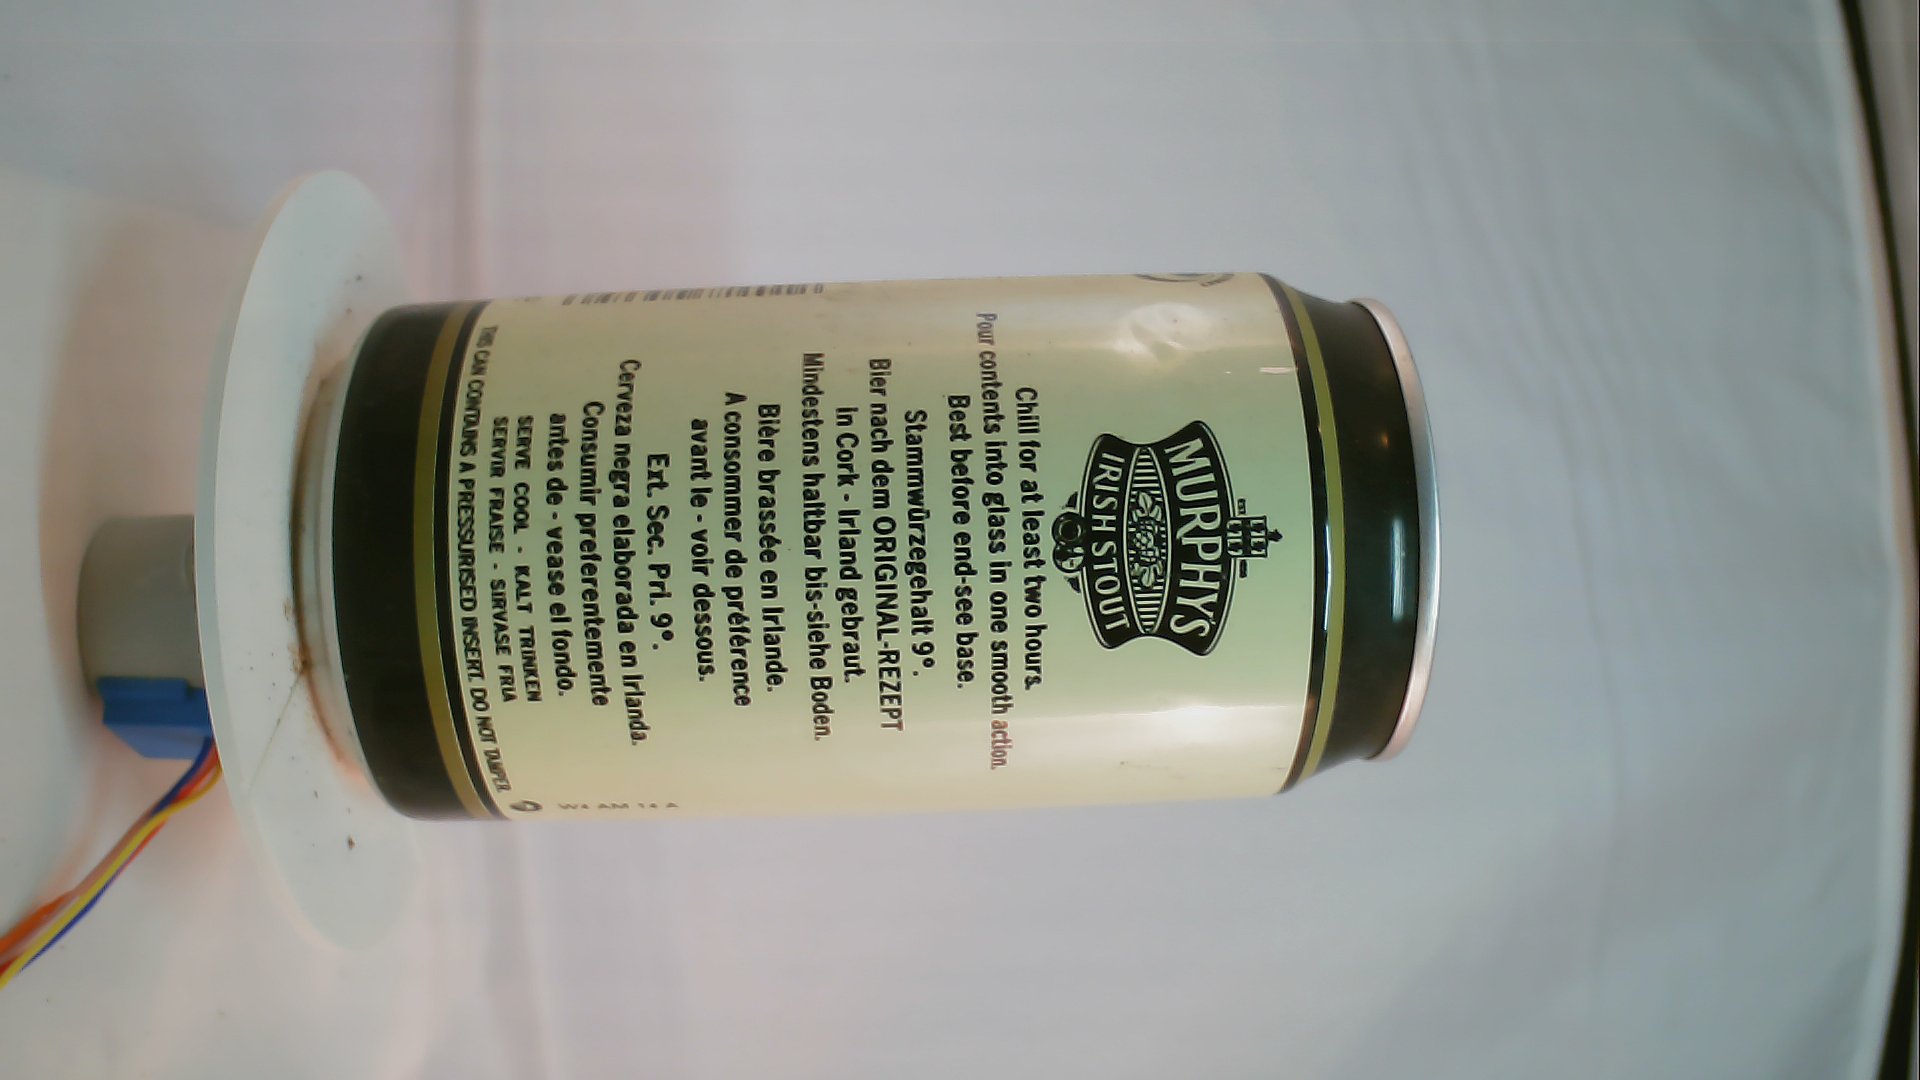 MURPHY'S
IRISH STOUT
Chill for at least two hours.
Pour contents into glass in one smooth action.
Best before end-see base.
Stammwürzegehalt 9°.
Bier nach dem ORIGINAL-REZEPT
in Cork - Irland gebraut.
Mindestens haltbar bis-siehe Boden.
Bière brassée en Irlande.
A consommer de préférence
avant le - voir dessous.
Ext. Sec. Pri. 9°.
Cerveza negra elaborada en Irlanda.
Consumir preferentemente
antes de - vease el fondo.
SERVE COOL - KALT TRINKEN
SERVIR FRAISE - SIRVASE FRIA
THIS CAN CONTAINS A PRESSURISED INSERT. DO NOT TAMPER.